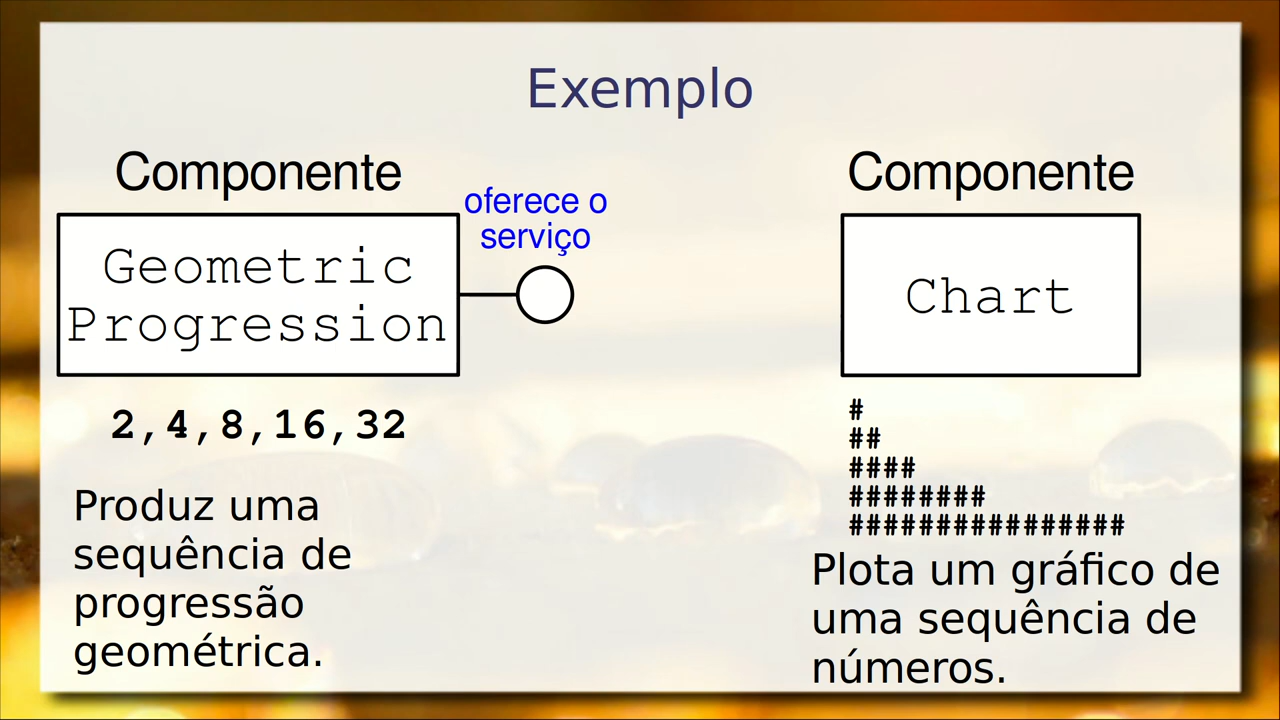 Exemplo
Componente
oferece o
serviço
Geometric
Progression
2,4,8,16,32
Produz uma
sequência de
progressão
geométrica.
Componente
Chart
#
##
####
########
################
Plota um gráfico de
uma sequência de
números.